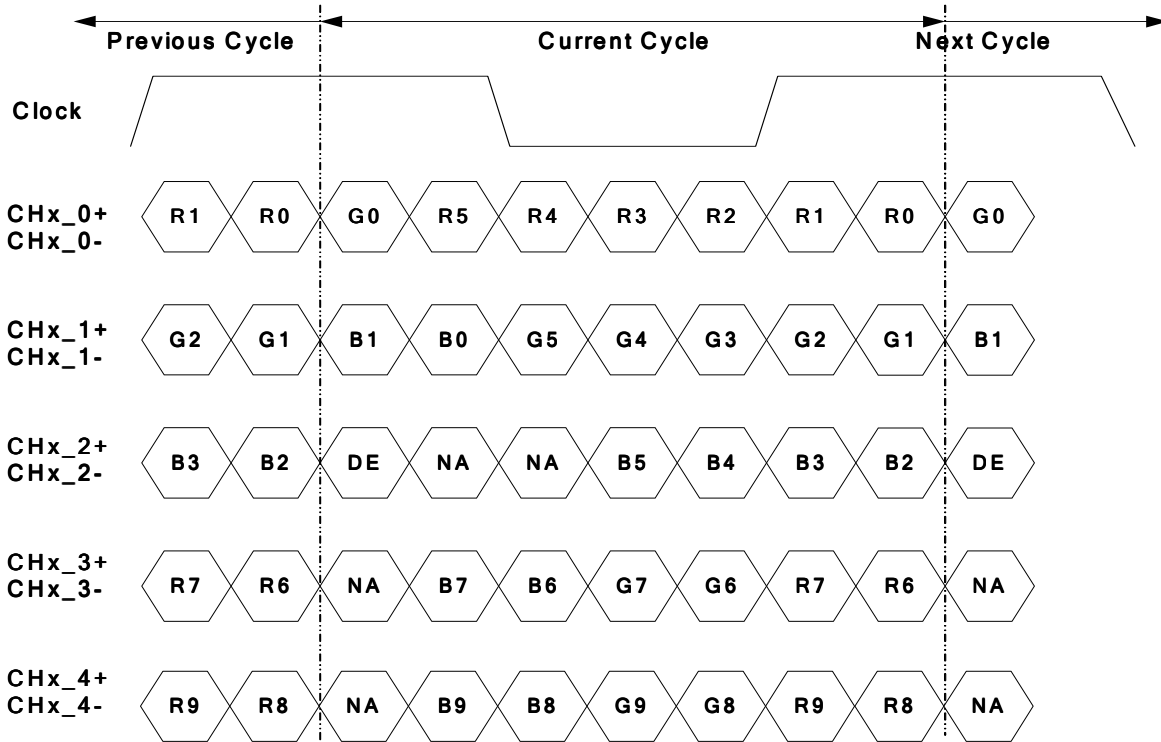 Previous Cycle Current Cycle Next Cycle
Clock
CHx_0+
CHx_0-
R1 R0 G0 R5 R4 R3 R2 R1 R0 G0
CHx_1+
CHx_1-
G2 G1 B1 B0 G5 G4 G3 G2 G1 B1
CHx_2+
CHx_2-
B3 B2 DE NA NA B5 B4 B3 B2 DE
CHx_3+
CHx_3-
R7 R6 NA B7 B6 G7 G6 R7 R6 NA
CHx_4+
CHx_4-
R9 R8 NA B9 B8 G9 G8 R9 R8 NA